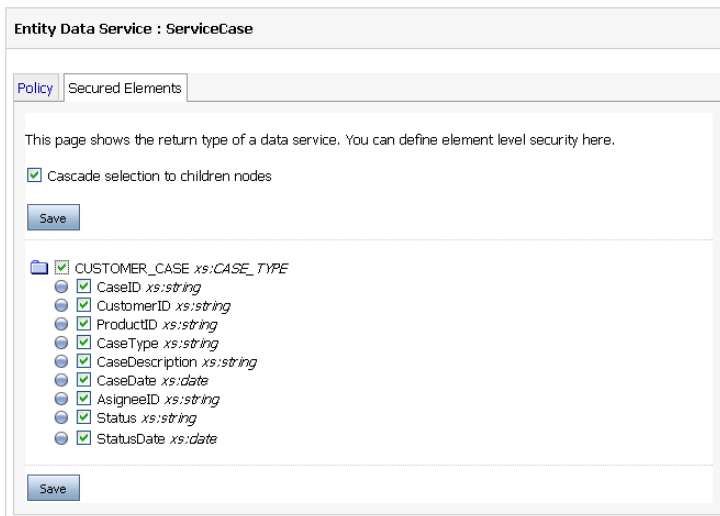 Entity Data Service : ServiceCase
Policy Secured Elements
This page shows the return type of a data service. You can define element level security here.
Cascade selection to children nodes
Save
CUSTOMER_CASE xs:CASE_TYPE
CaseID xs:string
CustomerID xs:string
ProductID xs:string
CaseType xs:string
CaseDescription xs:string
CaseDate xs:date
AsigneeID xs:string
Status xs:string
StatusDate xs:date
Save